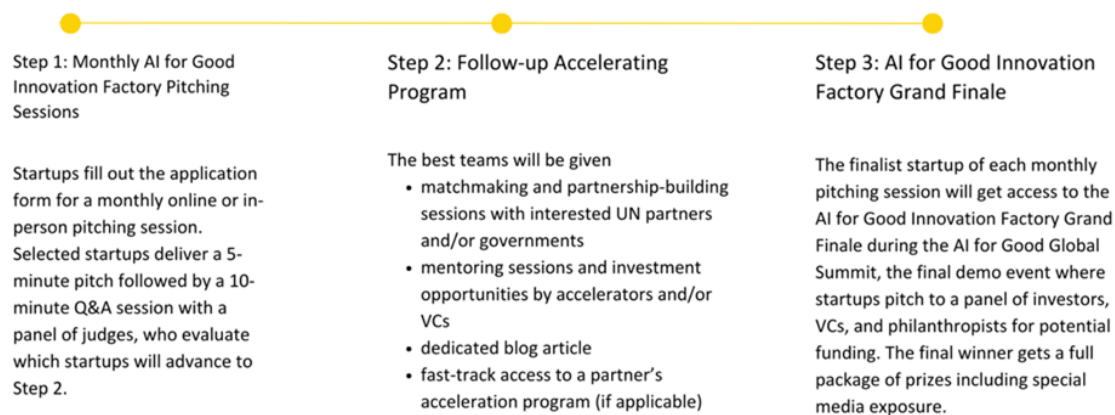 Step 1: Monthly AI for Good
Innovation Factory Pitching
Sessions
Startups fill out the application
form for a monthly online or in-
person pitching session.
Selected startups deliver a 5-
minute pitch followed by a 10-
minute Q&A session with a
panel of judges, who evaluate
which startups will advance to
Step 2.
Step 2: Follow-up Accelerating
Program
The best teams will be given
• matchmaking and partnership-building
sessions with interested UN partners
and/or governments
• mentoring sessions and investment
opportunities by accelerators and/or
VCs
• dedicated blog article
• fast-track access to a partner's
acceleration program (if applicable)
Step 3: AI for Good Innovation
Factory Grand Finale
The finalist startup of each monthly
pitching session will get access to the
AI for Good Innovation Factory Grand
Finale during the AI for Good Global
Summit, the final demo event where
startups pitch to a panel of investors,
VCs, and philanthropists for potential
funding. The final winner gets a full
package of prizes including special
media exposure.